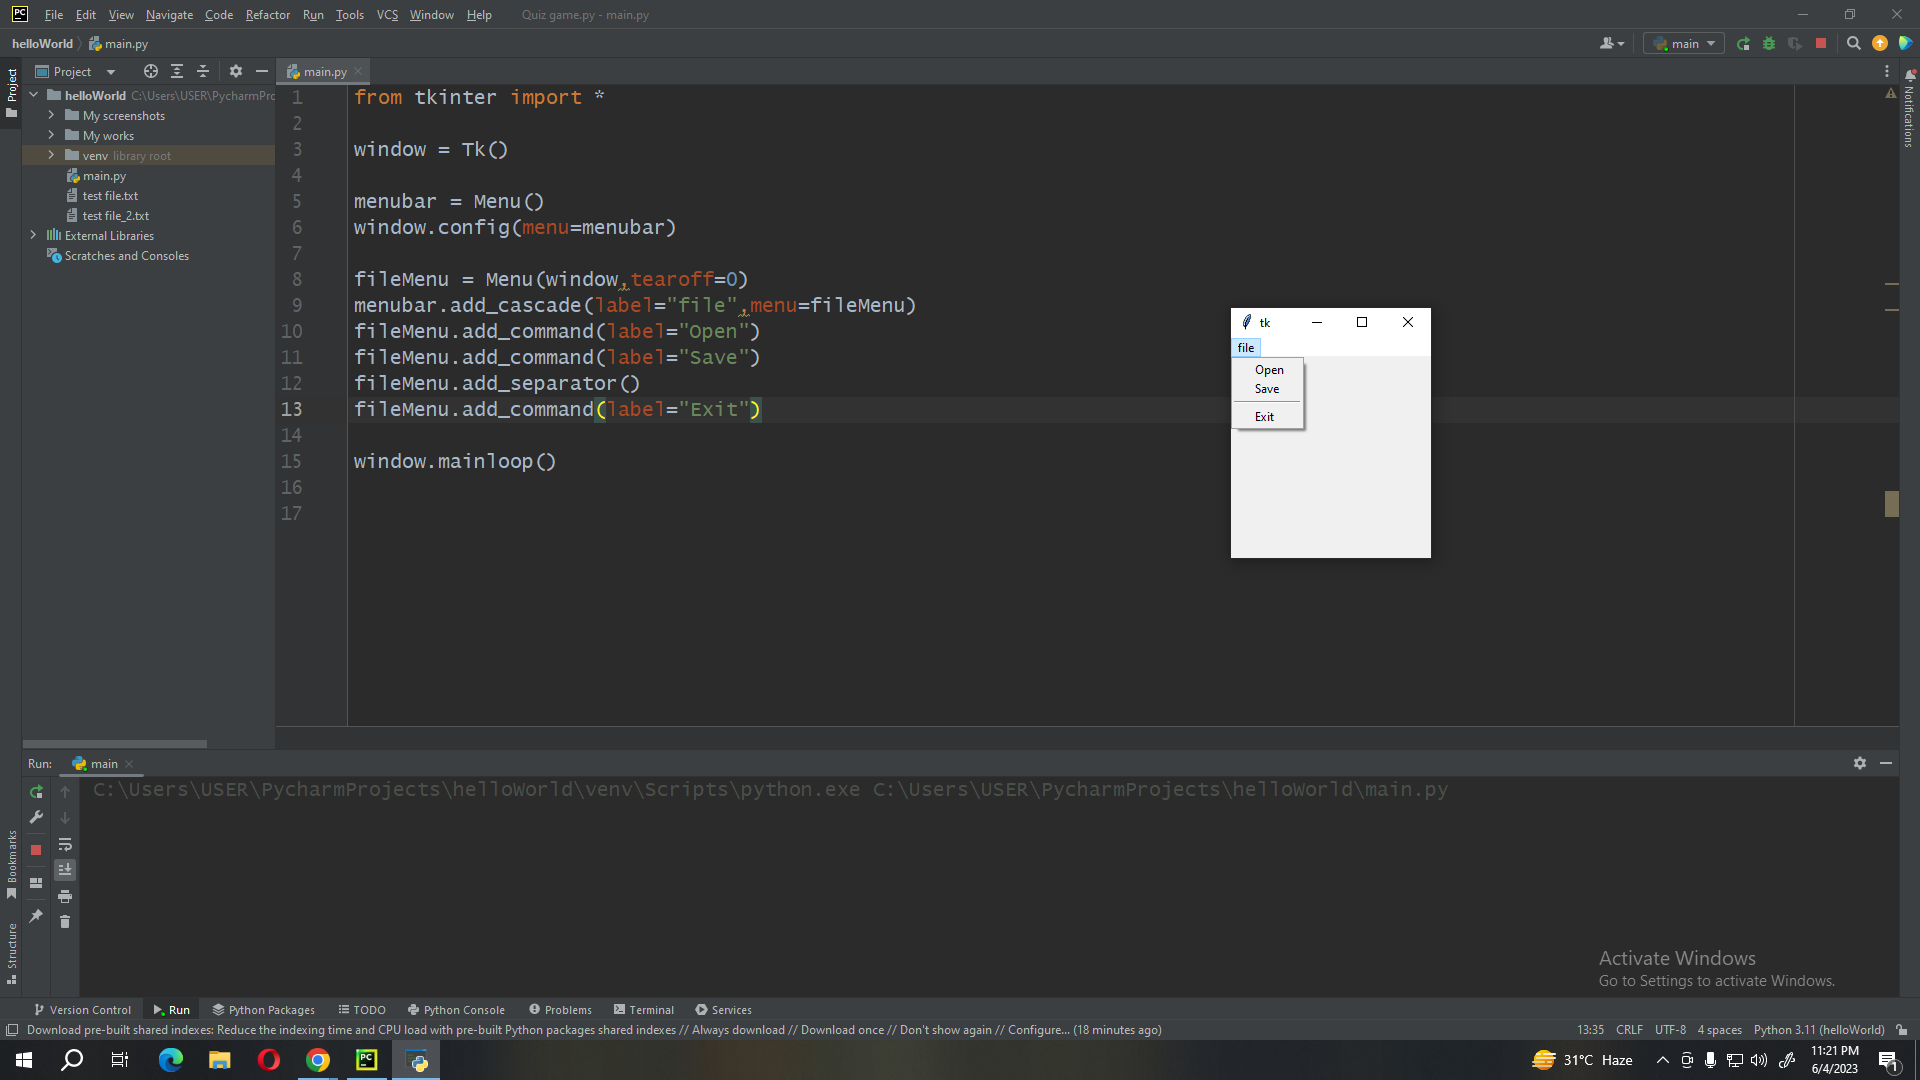 PC File Edit View Navigate Code Refactor Run Tools VCS Window Help Quiz game.py - main.py
helloWorld main.py main
Project Project main.py
helloWorld C:\Users\USER\PycharmPro
My screenshots
My works
venv library root
main.py
test file.txt
test file_2.txt
External Libraries
Scratches and Consoles
1 from tkinter import *
2
3 window = Tk()
4
5 menubar = Menu()
6 window.config(menu=menubar)
7
8 fileMenu = Menu(window,tearoff=0)
9 menubar.add_cascade(label="file",menu=fileMenu)
10 fileMenu.add_command(label="Open")
11 fileMenu.add_command(label="Save")
12 fileMenu.add_separator()
13 fileMenu.add_command(label="Exit")
14
15 window.mainloop()
16
17
tk
file
Open
Save
Exit
Notifications
Run: main
C:\Users\USER\PycharmProjects\helloWorld\venv\Scripts\python.exe C:\Users\USER\PycharmProjects\helloWorld\main.py
Bookmarks
Structure
Activate Windows
Go to Settings to activate Windows.
Version Control Run Python Packages TODO Python Console Problems Terminal Services
Download pre-built shared indexes: Reduce the indexing time and CPU load with pre-built Python packages shared indexes // Always download // Download once // Don't show again // Configure... (18 minutes ago) 13:35 CRLF UTF-8 4 spaces Python 3.11 (helloWorld)
PC 31°C Haze 11:21 PM
6/4/2023 1